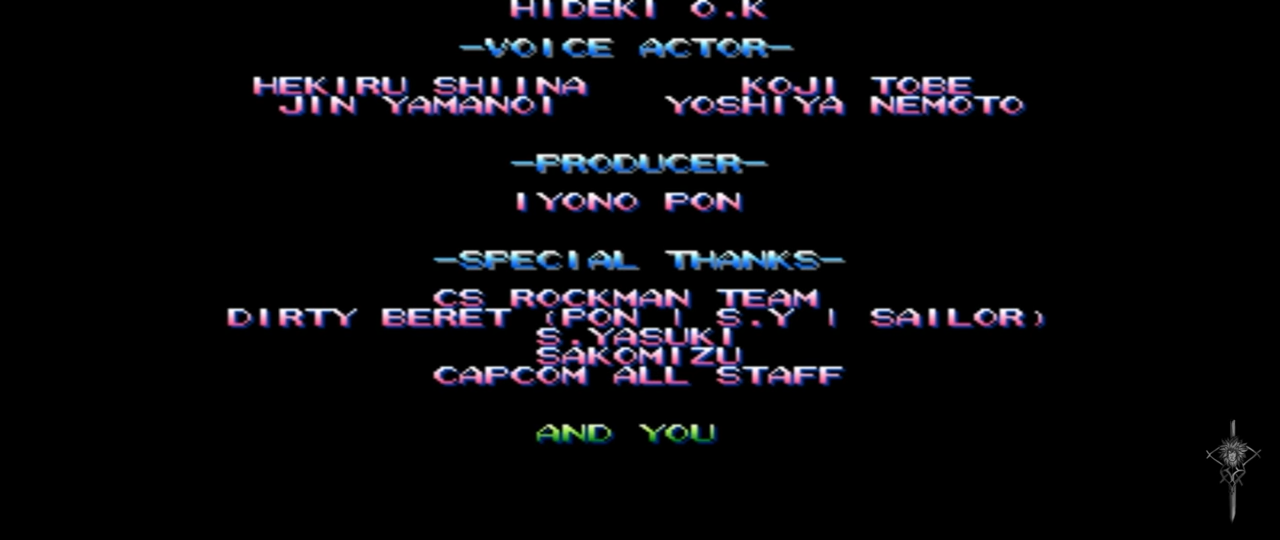 HIDEKI O.K
-VOICE ACTOR-
HEKIRU SHIINA KOJI TOBE
JIN YAMANOI YOSHIYA NEMOTO
-PRODUCER-
IYONO PON
-SPECIAL THANKS-
CS ROCKMAN TEAM
DIRTY BERET (PON | S.Y | SAILOR)
S.YASUKI
SAKOMIZU
CAPCOM ALL STAFF
AND YOU